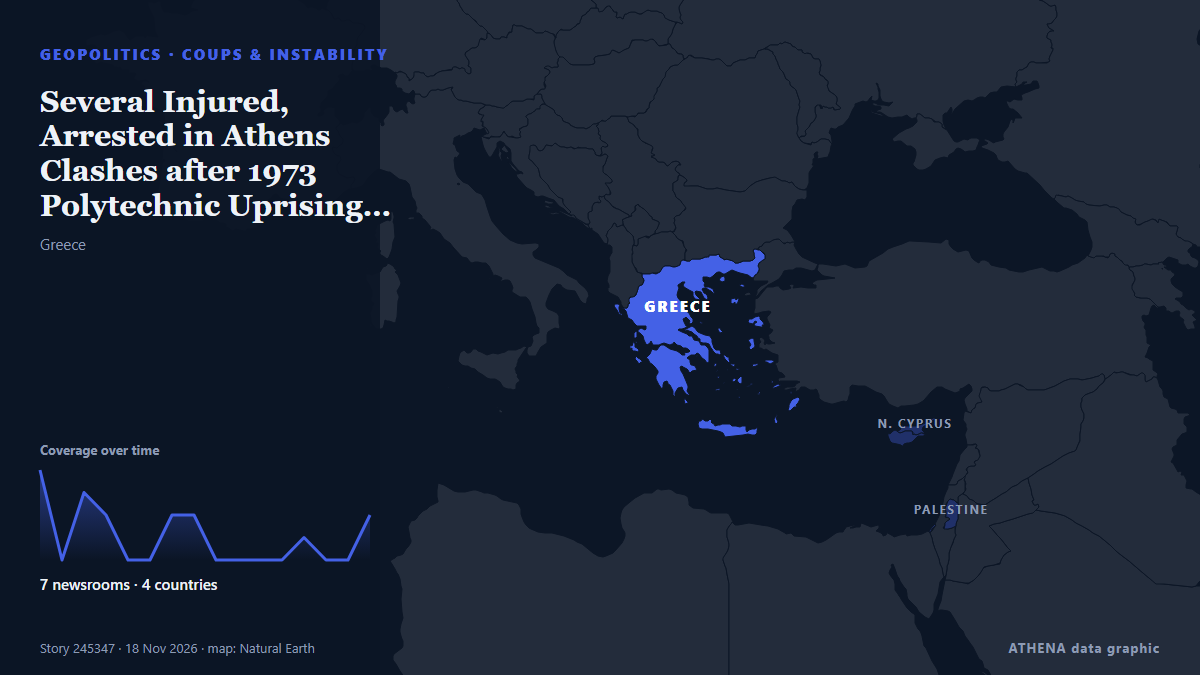 GEOPOLITICS · COUPS & INSTABILITY
Several Injured,
Arrested in Athens
Clashes after 1973
Polytechnic Uprising...
Greece
GREECE
N. CYPRUS
PALESTINE
Coverage over time
7 newsrooms · 4 countries
Story 245347 · 18 Nov 2026 · map: Natural Earth
ATHENA data graphic